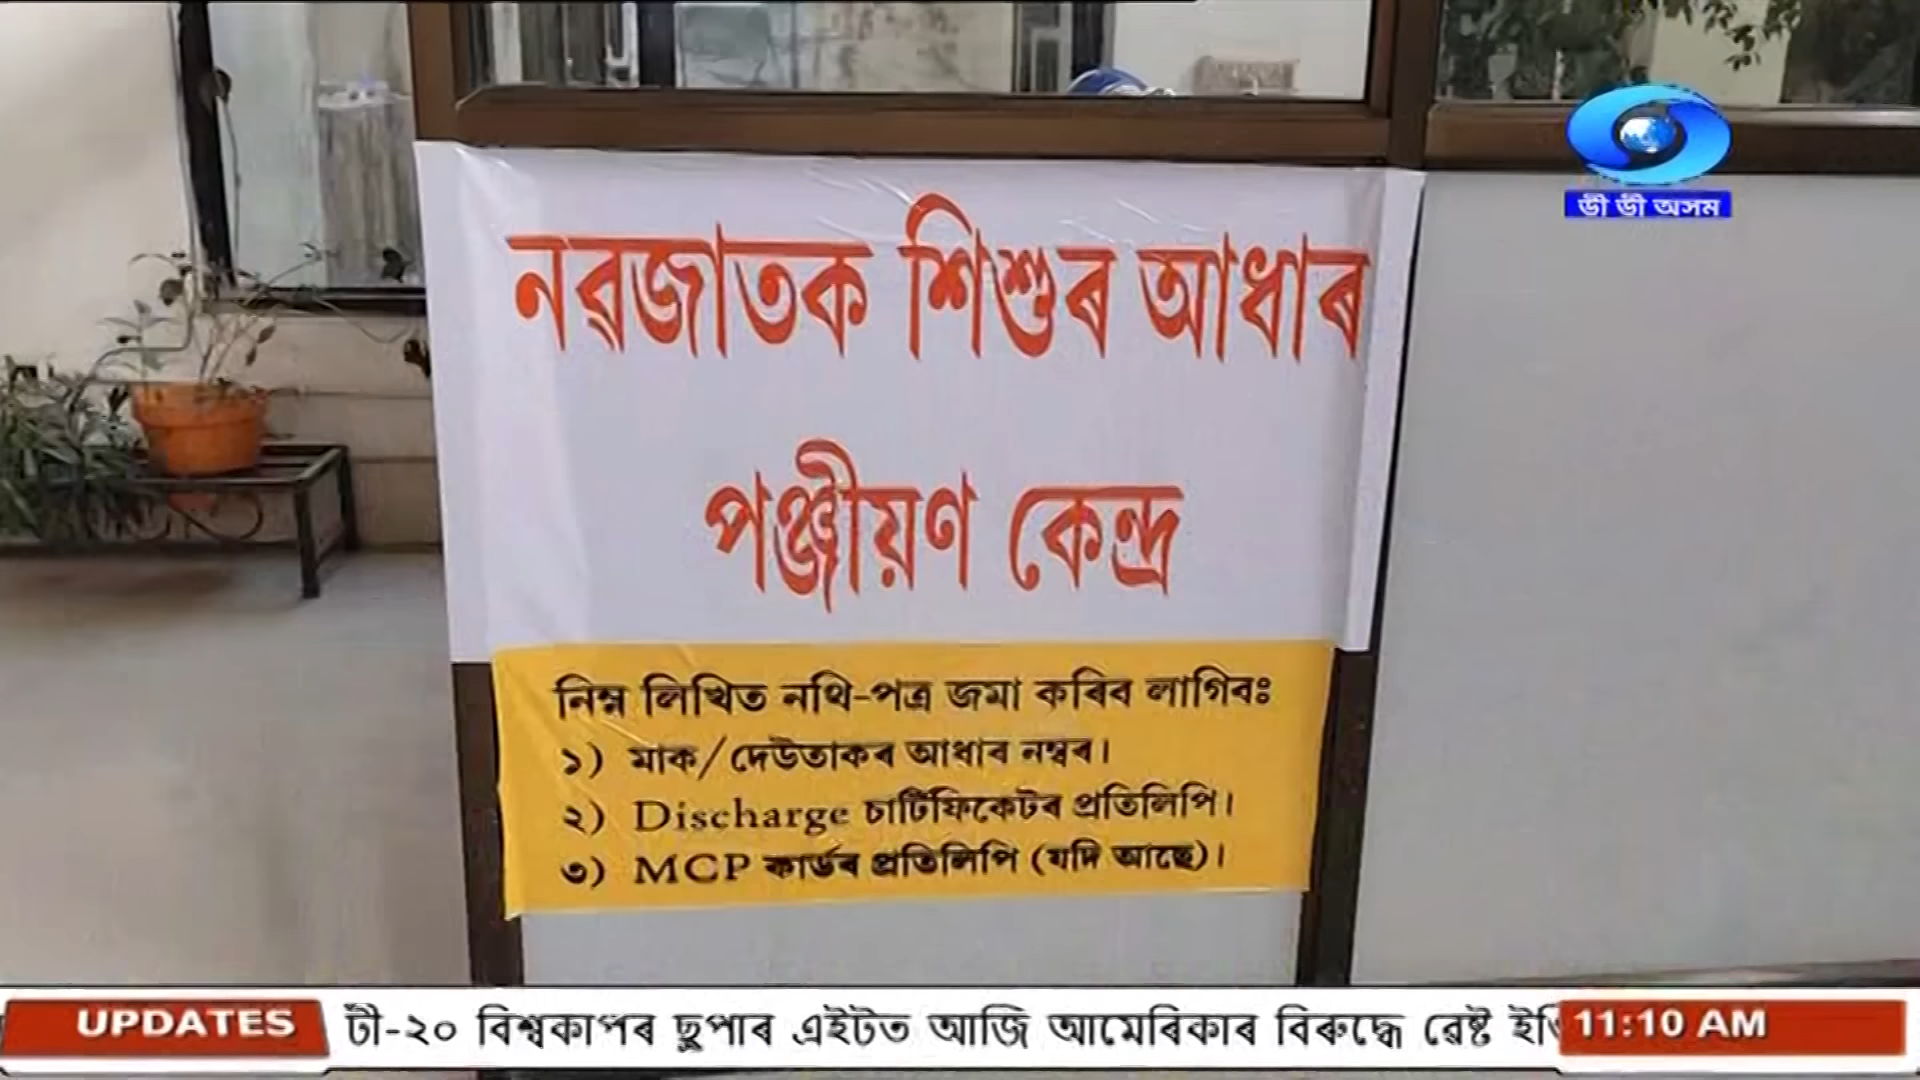 ডী ডী অসম
নৱজাতক শিশুৰ আধাৰ
পঞ্জীয়ণ কেন্দ্ৰ
নিম্ন লিখিত নথি-পত্ৰ জমা কৰিব লাগিবঃ
১) মাক/দেউতাকৰ আধাৰ নম্বৰ।
২) Discharge চাৰ্টিফিকেটৰ প্ৰতিলিপি।
৩) MCP কাৰ্ডৰ প্ৰতিলিপি (যদি আছে)।
UPDATES টী-২০ বিশ্বকাপৰ ছুপাৰ এইটত আজি আমেৰিকাৰ বিৰুদ্ধে ৱেষ্ট 11:10 AM